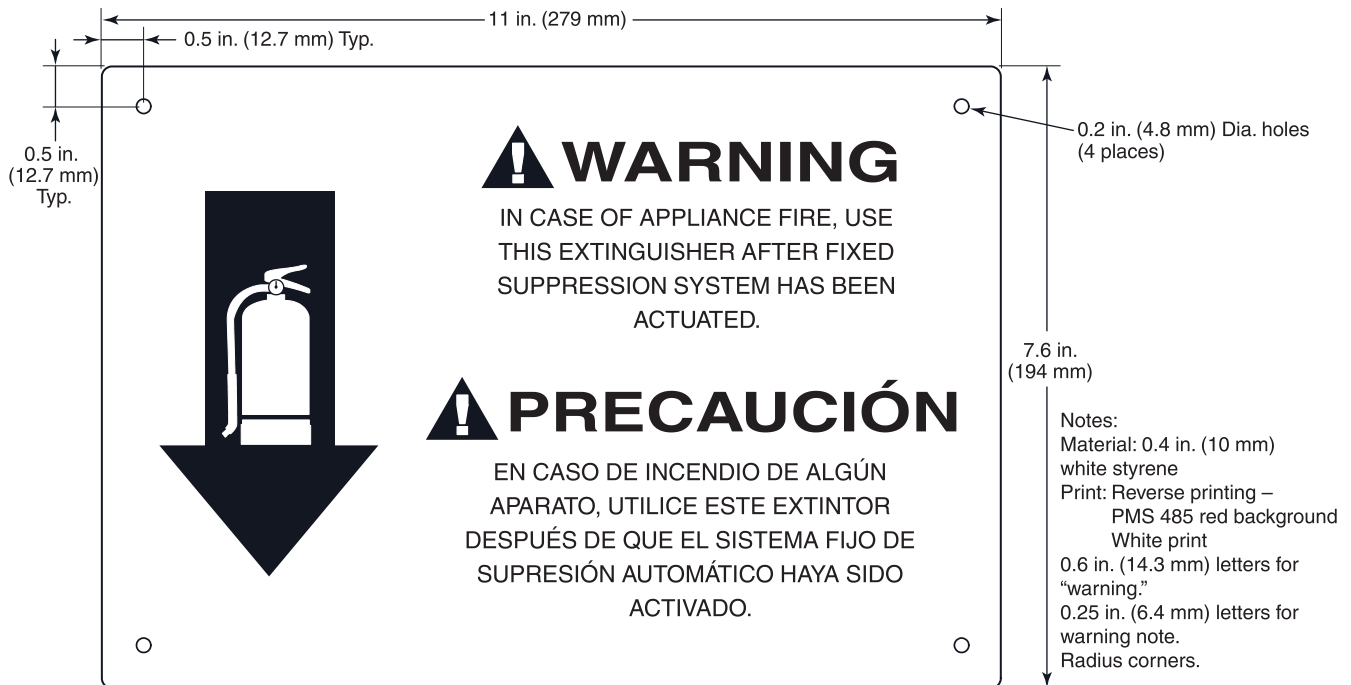 11 in. (279 mm)
0.5 in. (12.7 mm) Typ.
0.5 in.
(12.7 mm)
Typ.
0.2 in. (4.8 mm) Dia. holes
(4 places)
WARNING
IN CASE OF APPLIANCE FIRE, USE
THIS EXTINGUISHER AFTER FIXED
SUPPRESSION SYSTEM HAS BEEN
ACTUATED.
PRECAUCIÓN
EN CASO DE INCENDIO DE ALGÚN
APARATO, UTILICE ESTE EXTINTOR
DESPUÉS DE QUE EL SISTEMA FIJO DE
SUPRESIÓN AUTOMÁTICO HAYA SIDO
ACTIVADO.
7.6 in.
(194 mm)
Notes:
Material: 0.4 in. (10 mm)
white styrene
Print: Reverse printing –
PMS 485 red background
White print
0.6 in. (14.3 mm) letters for
“warning.”
0.25 in. (6.4 mm) letters for
warning note.
Radius corners.